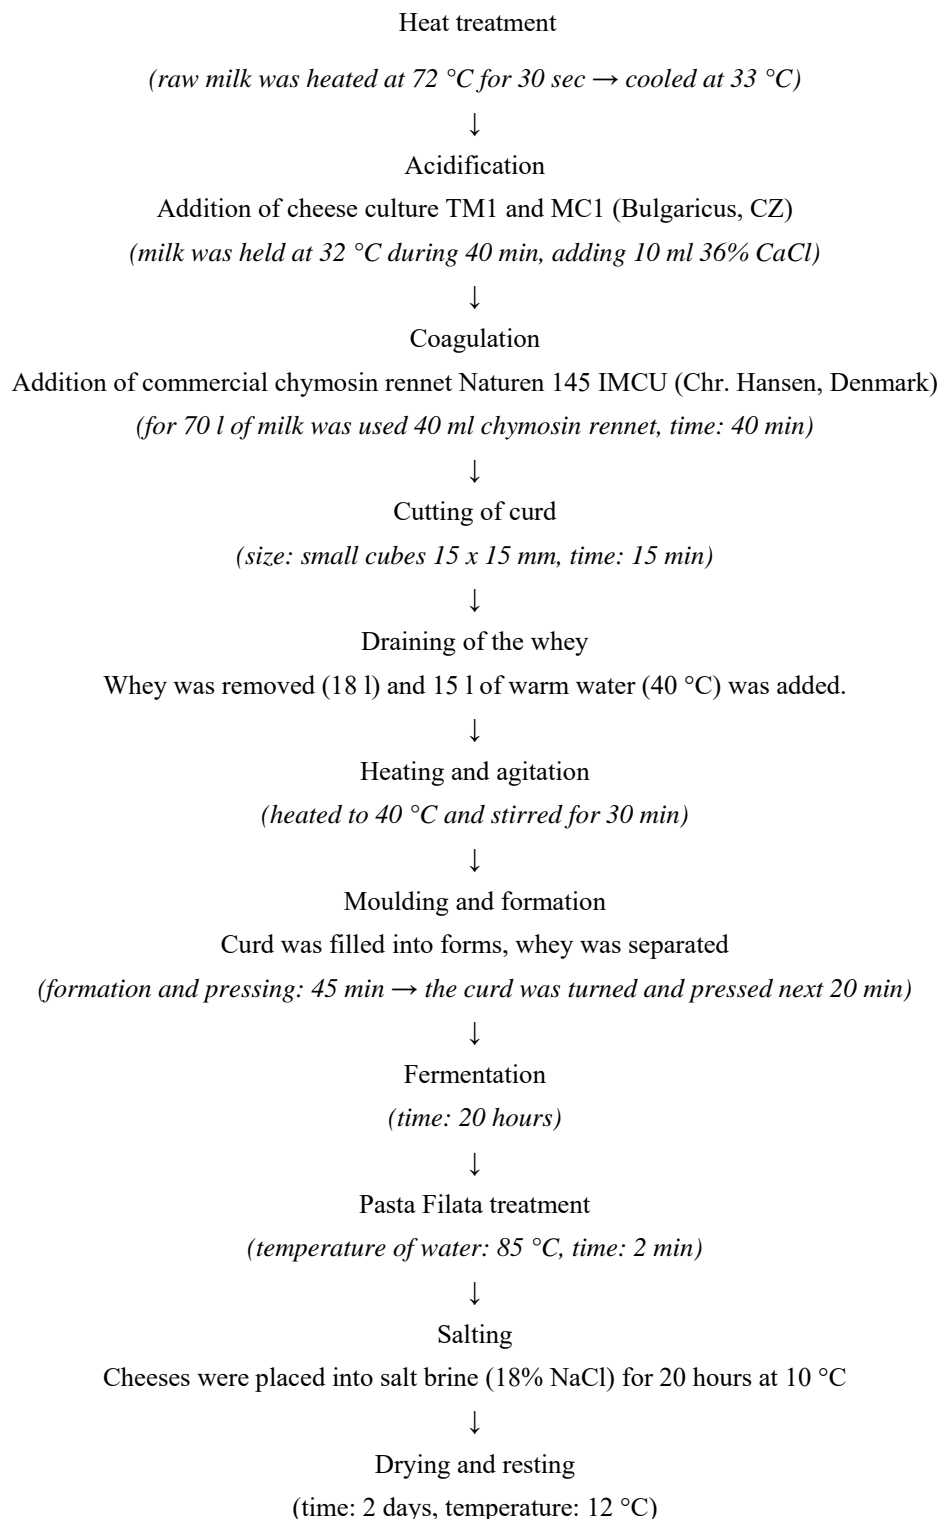 Heat treatment
(raw milk was heated at 72 °C for 30 sec → cooled at 33 °C)
↓
Acidification
Addition of cheese culture TM1 and MC1 (Bulgaricus, CZ)
(milk was held at 32 °C during 40 min, adding 10 ml 36% CaCl)
↓
Coagulation
Addition of commercial chymosin rennet Naturen 145 IMCU (Chr. Hansen, Denmark)
(for 70 l of milk was used 40 ml chymosin rennet, time: 40 min)
↓
Cutting of curd
(size: small cubes 15 x 15 mm, time: 15 min)
↓
Draining of the whey
Whey was removed (18 l) and 15 l of warm water (40 °C) was added.
↓
Heating and agitation
(heated to 40 °C and stirred for 30 min)
↓
Moulding and formation
Curd was filled into forms, whey was separated
(formation and pressing: 45 min → the curd was turned and pressed next 20 min)
↓
Fermentation
(time: 20 hours)
↓
Pasta Filata treatment
(temperature of water: 85 °C, time: 2 min)
↓
Salting
Cheeses were placed into salt brine (18% NaCl) for 20 hours at 10 °C
↓
Drying and resting
(time: 2 days, temperature: 12 °C)